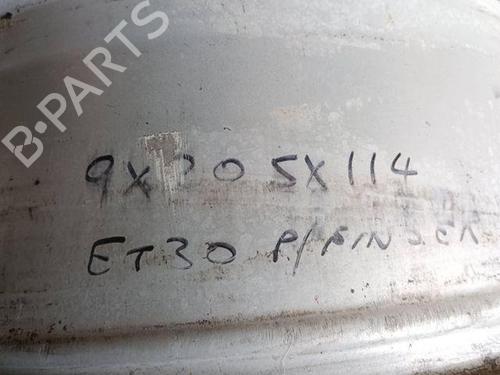 B-PARTS
9X20 5X114
ET30 P/FINDER